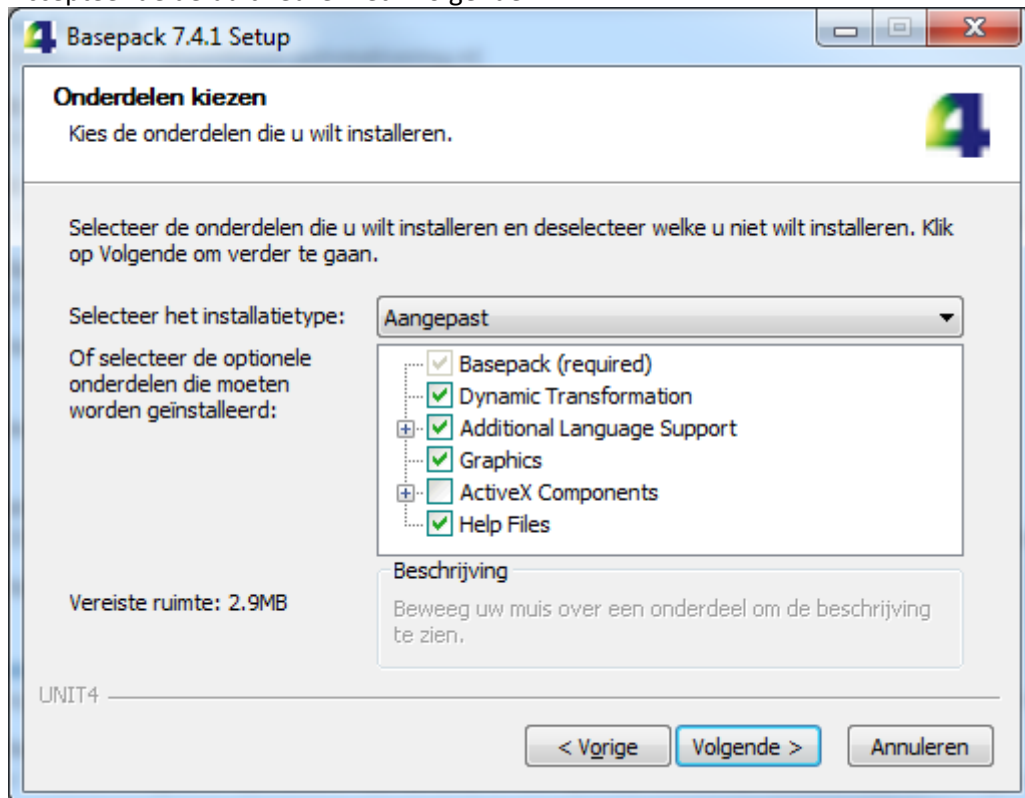 Basepack 7.4.1 Setup
Onderdelen kiezen
Kies de onderdelen die u wilt installeren.
Selecteer de onderdelen die u wilt installeren en deselecteer welke u niet wilt installeren. Klik
op Volgende om verder te gaan.
Selecteer het installatietype:
Aangepast
Of selecteer de optionele
onderdelen die moeten
worden geïnstalleerd:
Basepack (required)
Dynamic Transformation
Additional Language Support
Graphics
ActiveX Components
Help Files
Vereiste ruimte: 2.9MB
Beschrijving
Beweeg uw muis over een onderdeel om de beschrijving
te zien.
UNIT4
< Vorige
Volgende >
Annuleren